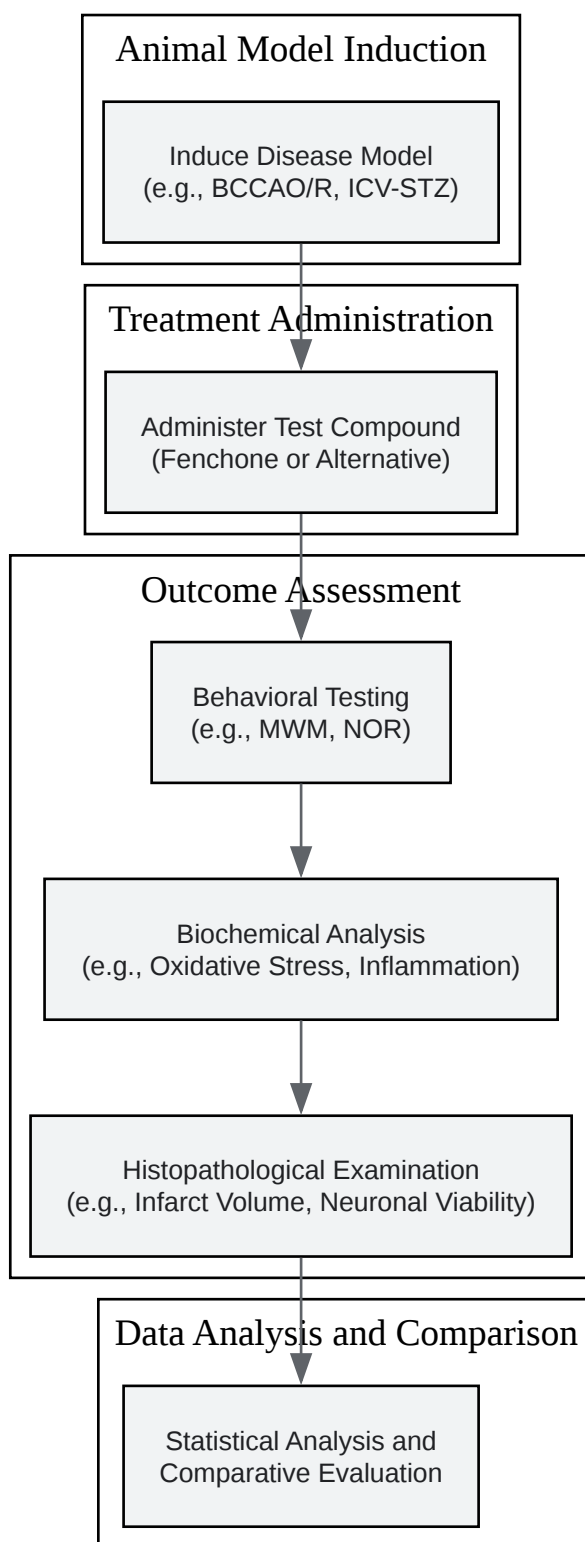 Animal Model Induction
Induce Disease Model
(e.g., BCCAO/R, ICV-STZ)
Treatment Administration
Administer Test Compound
(Fenchone or Alternative)
Outcome Assessment
Behavioral Testing
(e.g., MWM, NOR)
Biochemical Analysis
(e.g., Oxidative Stress, Inflammation)
Histopathological Examination
(e.g., Infarct Volume, Neuronal Viability)
Data Analysis and Comparison
Statistical Analysis and
Comparative Evaluation